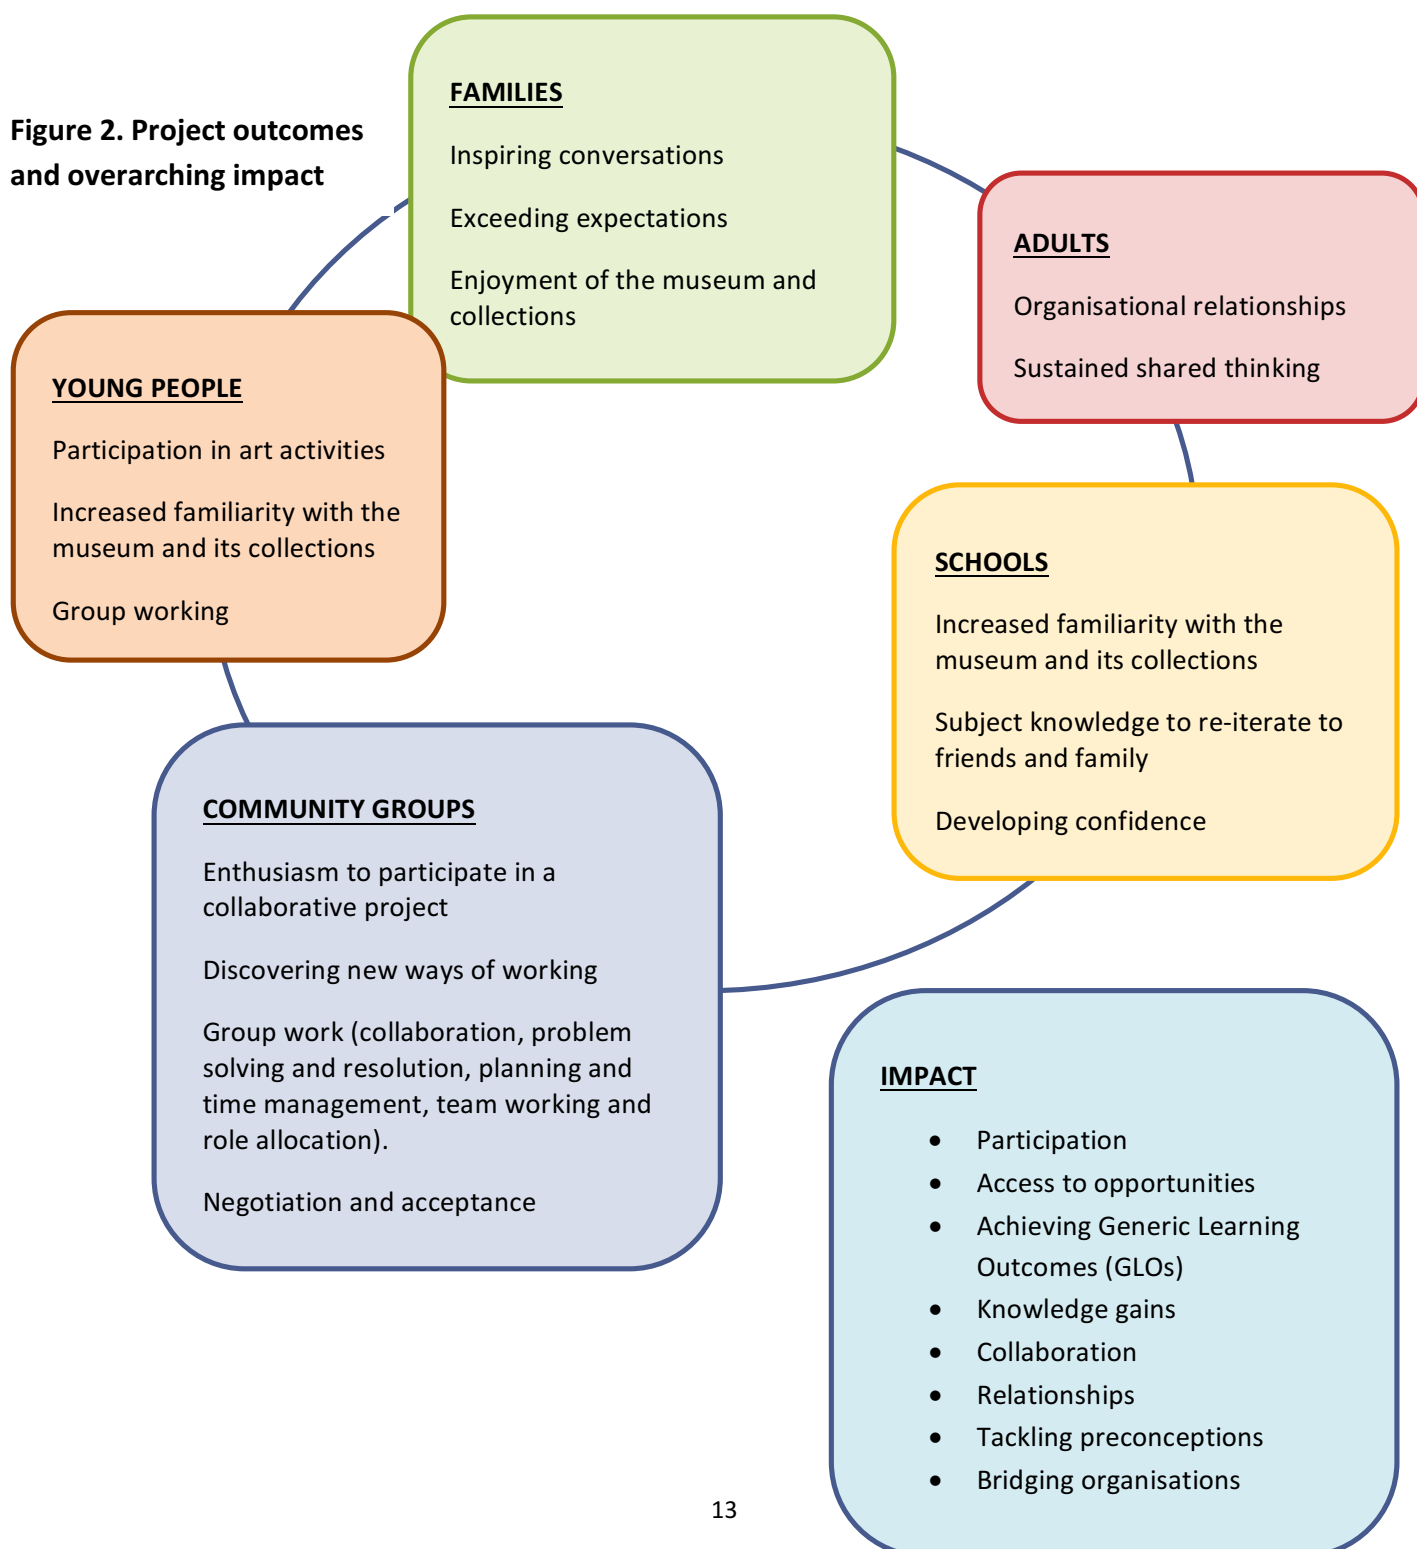 Figure 2. Project outcomes
and overarching impact
FAMILIES
Inspiring conversations
Exceeding expectations
Enjoyment of the museum and
collections
ADULTS
Organisational relationships
Sustained shared thinking
YOUNG PEOPLE
Participation in art activities
Increased familiarity with the
museum and its collections
Group working
SCHOOLS
Increased familiarity with the
museum and its collections
Subject knowledge to re-iterate to
friends and family
Developing confidence
COMMUNITY GROUPS
Enthusiasm to participate in a
collaborative project
Discovering new ways of working
Group work (collaboration, problem
solving and resolution, planning and
time management, team working and
role allocation).
Negotiation and acceptance
IMPACT
• Participation
• Access to opportunities
• Achieving Generic Learning
Outcomes (GLOs)
• Knowledge gains
• Collaboration
• Relationships
• Tackling preconceptions
• Bridging organisations
13